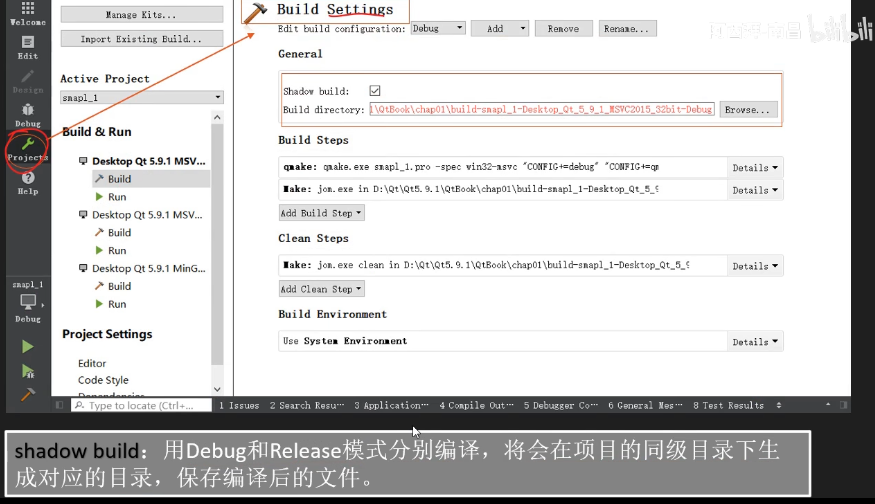 Manage Kits...
Import Existing Build...
Welcome
Edit
Design
Debug
Projects
Help
smapl_1
Debug
Active Project
smapl_1
Build & Run
Desktop Qt 5.9.1 MSV...
Build
Run
Desktop Qt 5.9.1 MSV...
Build
Run
Desktop Qt 5.9.1 MinG...
Build
Run
Project Settings
Editor
Code Style
Dependencies
Build Settings
Edit build configuration: Debug Add Remove Rename...
General
Shadow build:
Build directory: 1\QtBook\chap01\build-smapl_1-Desktop_Qt_5_9_1_MSVC2015_32bit-Debug Browse...
Build Steps
qmake: qmake.exe smapl_1.pro -spec win32-msvc "CONFIG+=debug" "CONFIG+=qm Details
Make: jom.exe in D:\Qt\Qt5.9.1\QtBook\chap01\build-smapl_1-Desktop_Qt_5_9 Details
Add Build Step
Clean Steps
Make: jom.exe clean in D:\Qt\Qt5.9.1\QtBook\chap01\build-smapl_1-Desktop_Qt_5_9 Details
Add Clean Step
Build Environment
Use System Environment Details
Type to locate (Ctrl+... 1 Issues 2 Search Resu… 3 Application… 4 Compile Out… 5 Debugger Co… 6 General Mes… 8 Test Results
shadow build：用Debug和Release模式分别编译，将会在项目的同级目录下生
成对应的目录，保存编译后的文件。
bilibili